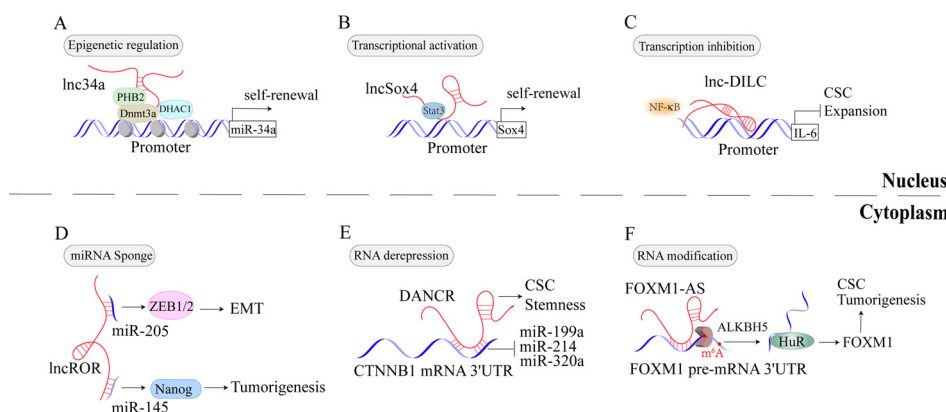 A
Epigenetic regulation
lnc34a
PHB2
Dnmt3a
DHAC1
self-renewal
miR-34a
Promoter
B
Transcriptional activation
lncSox4
Stat3
self-renewal
Sox4
Promoter
C
Transcription inhibition
lnc-DILC
NF-κB
CSC
Expansion
IL-6
Promoter
Nucleus
Cytoplasm
D
miRNA Sponge
ZEB1/2
EMT
miR-205
lncROR
Nanog
Tumorigenesis
miR-145
E
RNA derepression
DANCR
CSC
Stemness
miR-199a
miR-214
miR-320a
CTNNB1 mRNA 3'UTR
F
RNA modification
FOXM1-AS
ALKBH5
m⁶A
HuR
CSC
Tumorigenesis
FOXM1
FOXM1 pre-mRNA 3'UTR